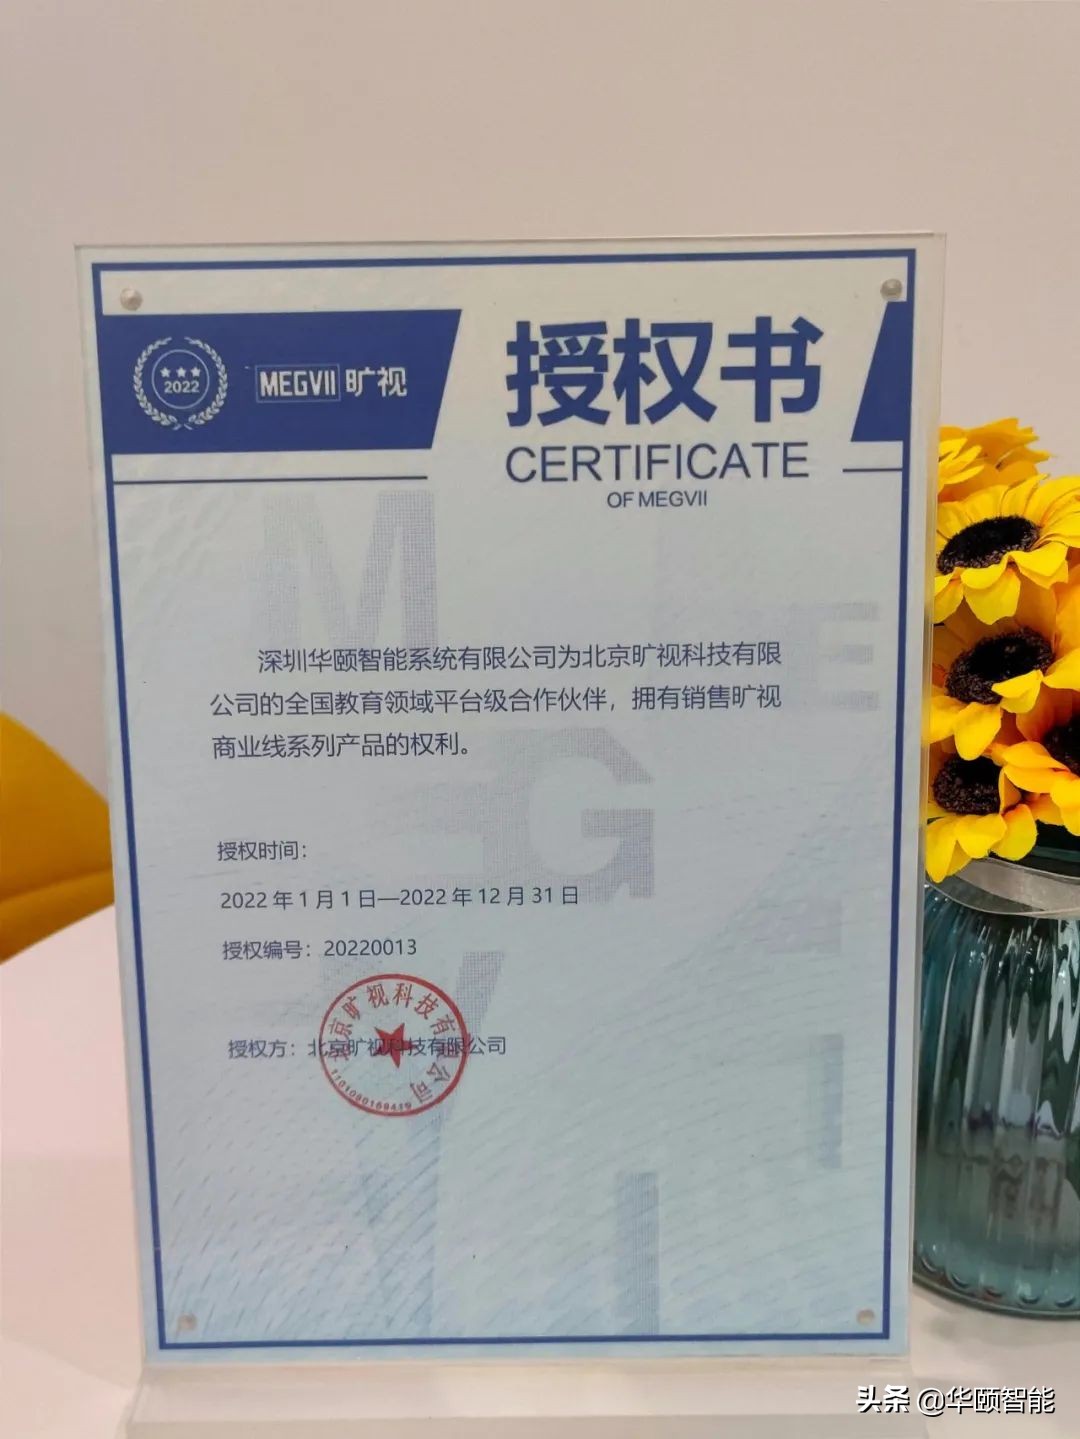 2022
MEGVII 旷视
授权书
CERTIFICATE
OF MEGVII
深圳华颐智能系统有限公司为北京旷视科技有限
公司的全国教育领域平台级合作伙伴，拥有销售旷视
商业线系列产品的权利。
授权时间：
2022 年 1 月 1 日—2022 年 12 月 31 日
授权编号：20220013
授权方：北京旷视科技有限公司
北京旷视科技有限公司
头条 @华颐智能